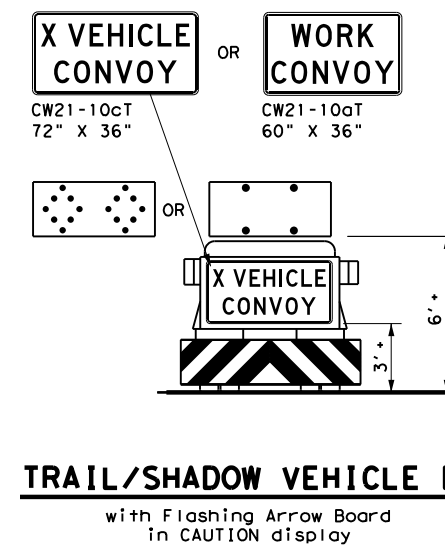 X VEHICLE
CONVOY
OR
WORK
CONVOY
CW21-10cT
72" X 36"
CW21-10aT
60" X 36"
OR
X VEHICLE
CONVOY
6'+
3'+
TRAIL/SHADOW VEHICLE
with Flashing Arrow Board
in CAUTION display